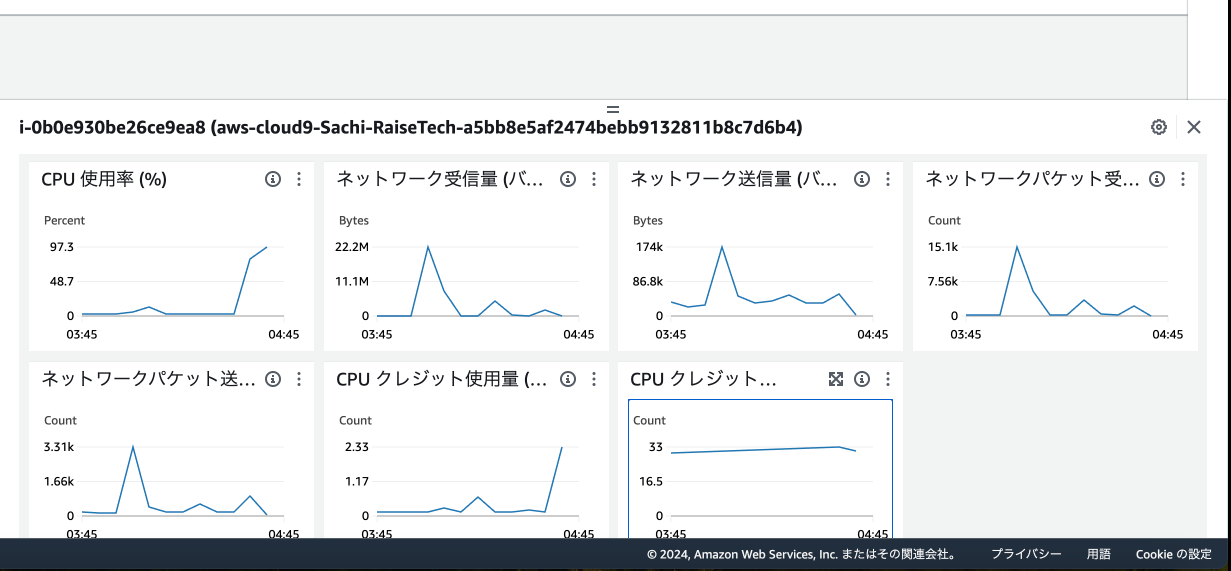 i-0b0e930be26ce9ea8 (aws-cloud9-Sachi-RaiseTech-a5bb8e5af2474bebb9132811b8c7d6b4)
CPU 使用率 (%)
Percent
97.3
48.7
0
03:45 04:45
ネットワーク受信量 (バ...
Bytes
22.2M
11.1M
0
03:45 04:45
ネットワーク送信量 (バ...
Bytes
174k
86.8k
0
03:45 04:45
ネットワークパケット受...
Count
15.1k
7.56k
0
03:45 04:45
ネットワークパケット送...
Count
3.31k
1.66k
0
03:45 04:45
CPU クレジット使用量 (...
Count
2.33
1.17
0
03:45 04:45
CPU クレジット...
Count
33
16.5
0
03:45 04:45
© 2024, Amazon Web Services, Inc. またはその関連会社。 プライバシー 用語 Cookie の設定